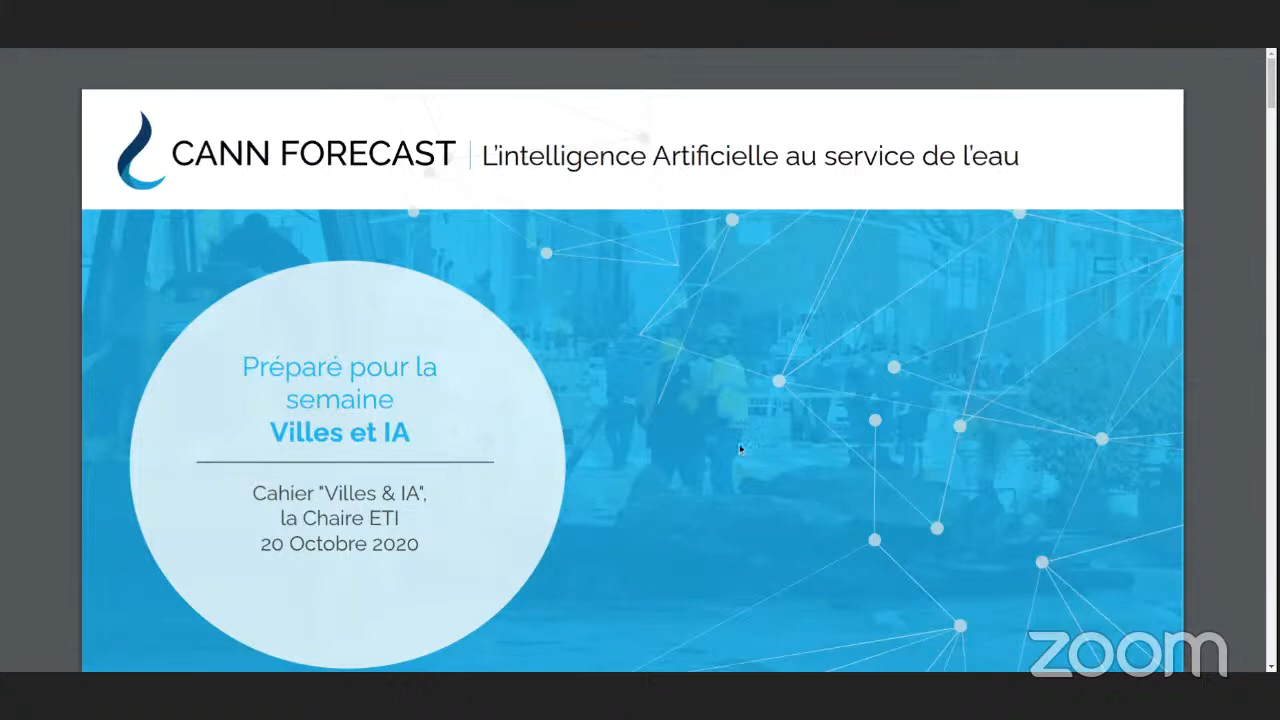 CANN FORECAST | L'intelligence Artificielle au service de l'eau
Préparé pour la
semaine
Villes et IA
Cahier "Villes & IA",
la Chaire ETI
20 Octobre 2020
zoom